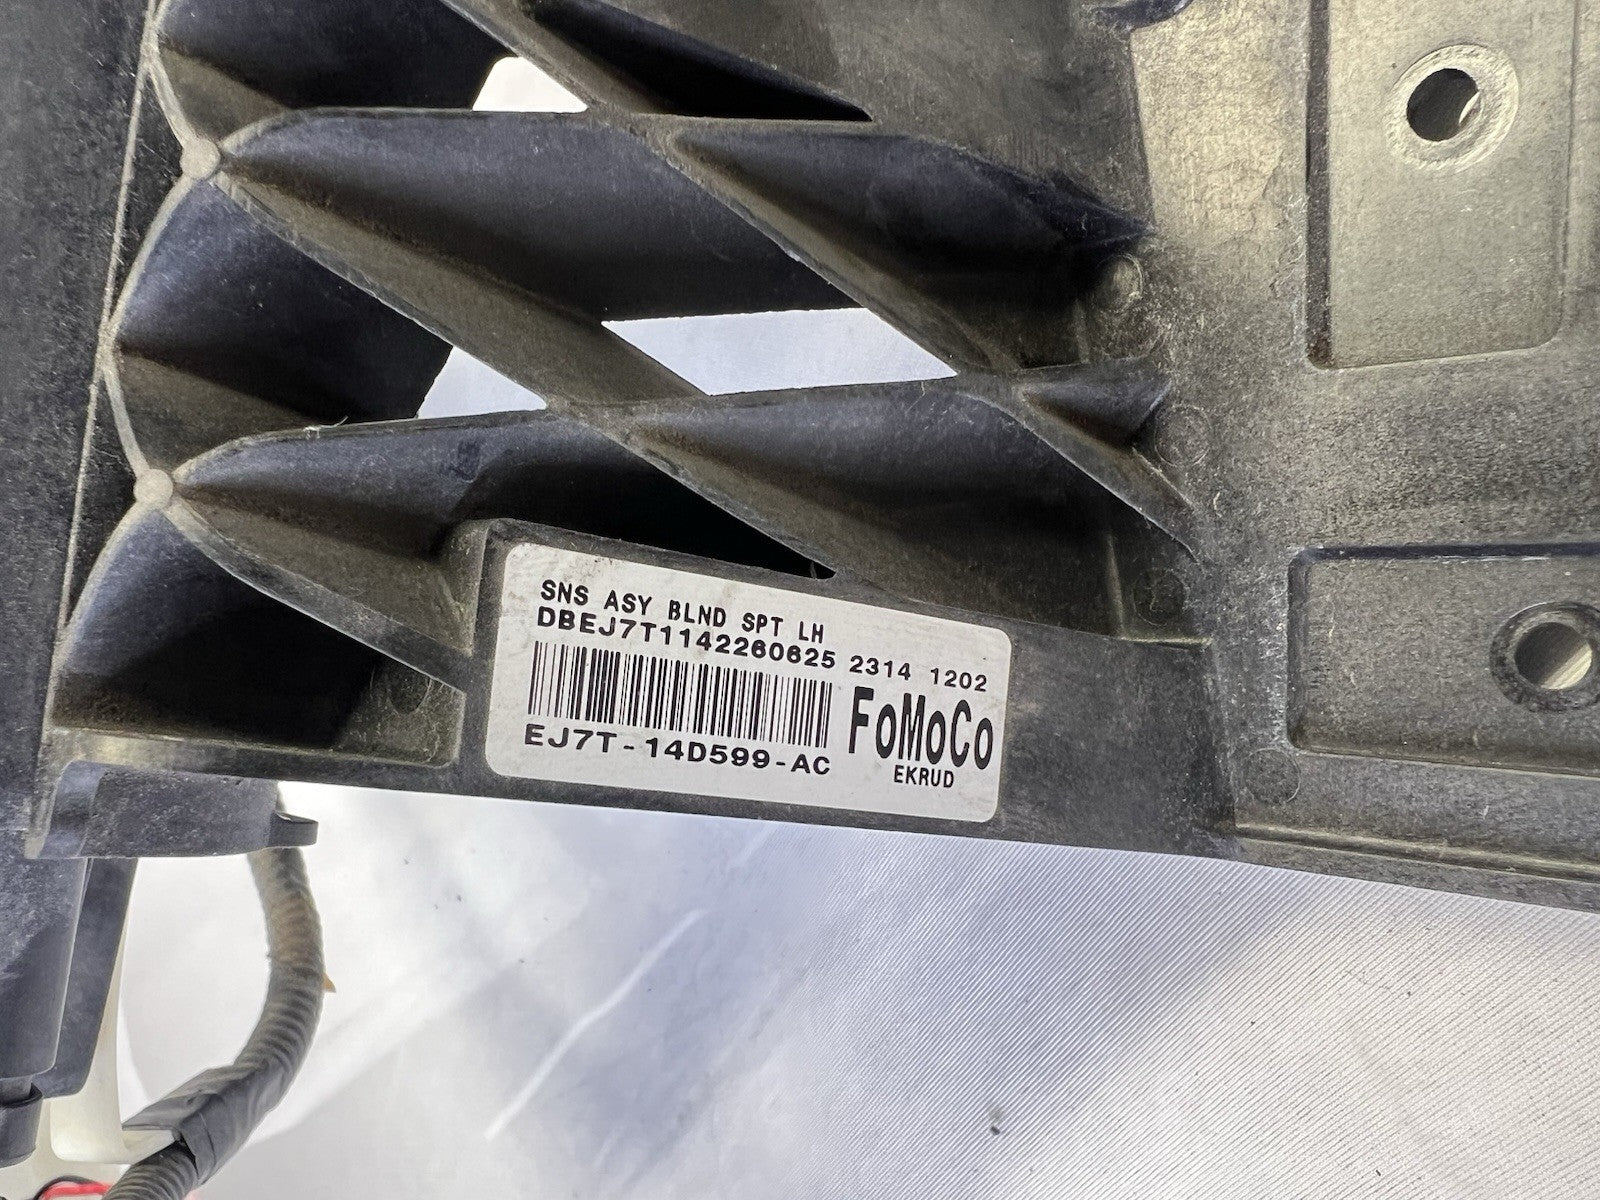 SNS ASY BLND SPT LH
DBEJ7T1142260625 2314 1202
EJ7T-14D599-AC
FoMoCo
EKRUD